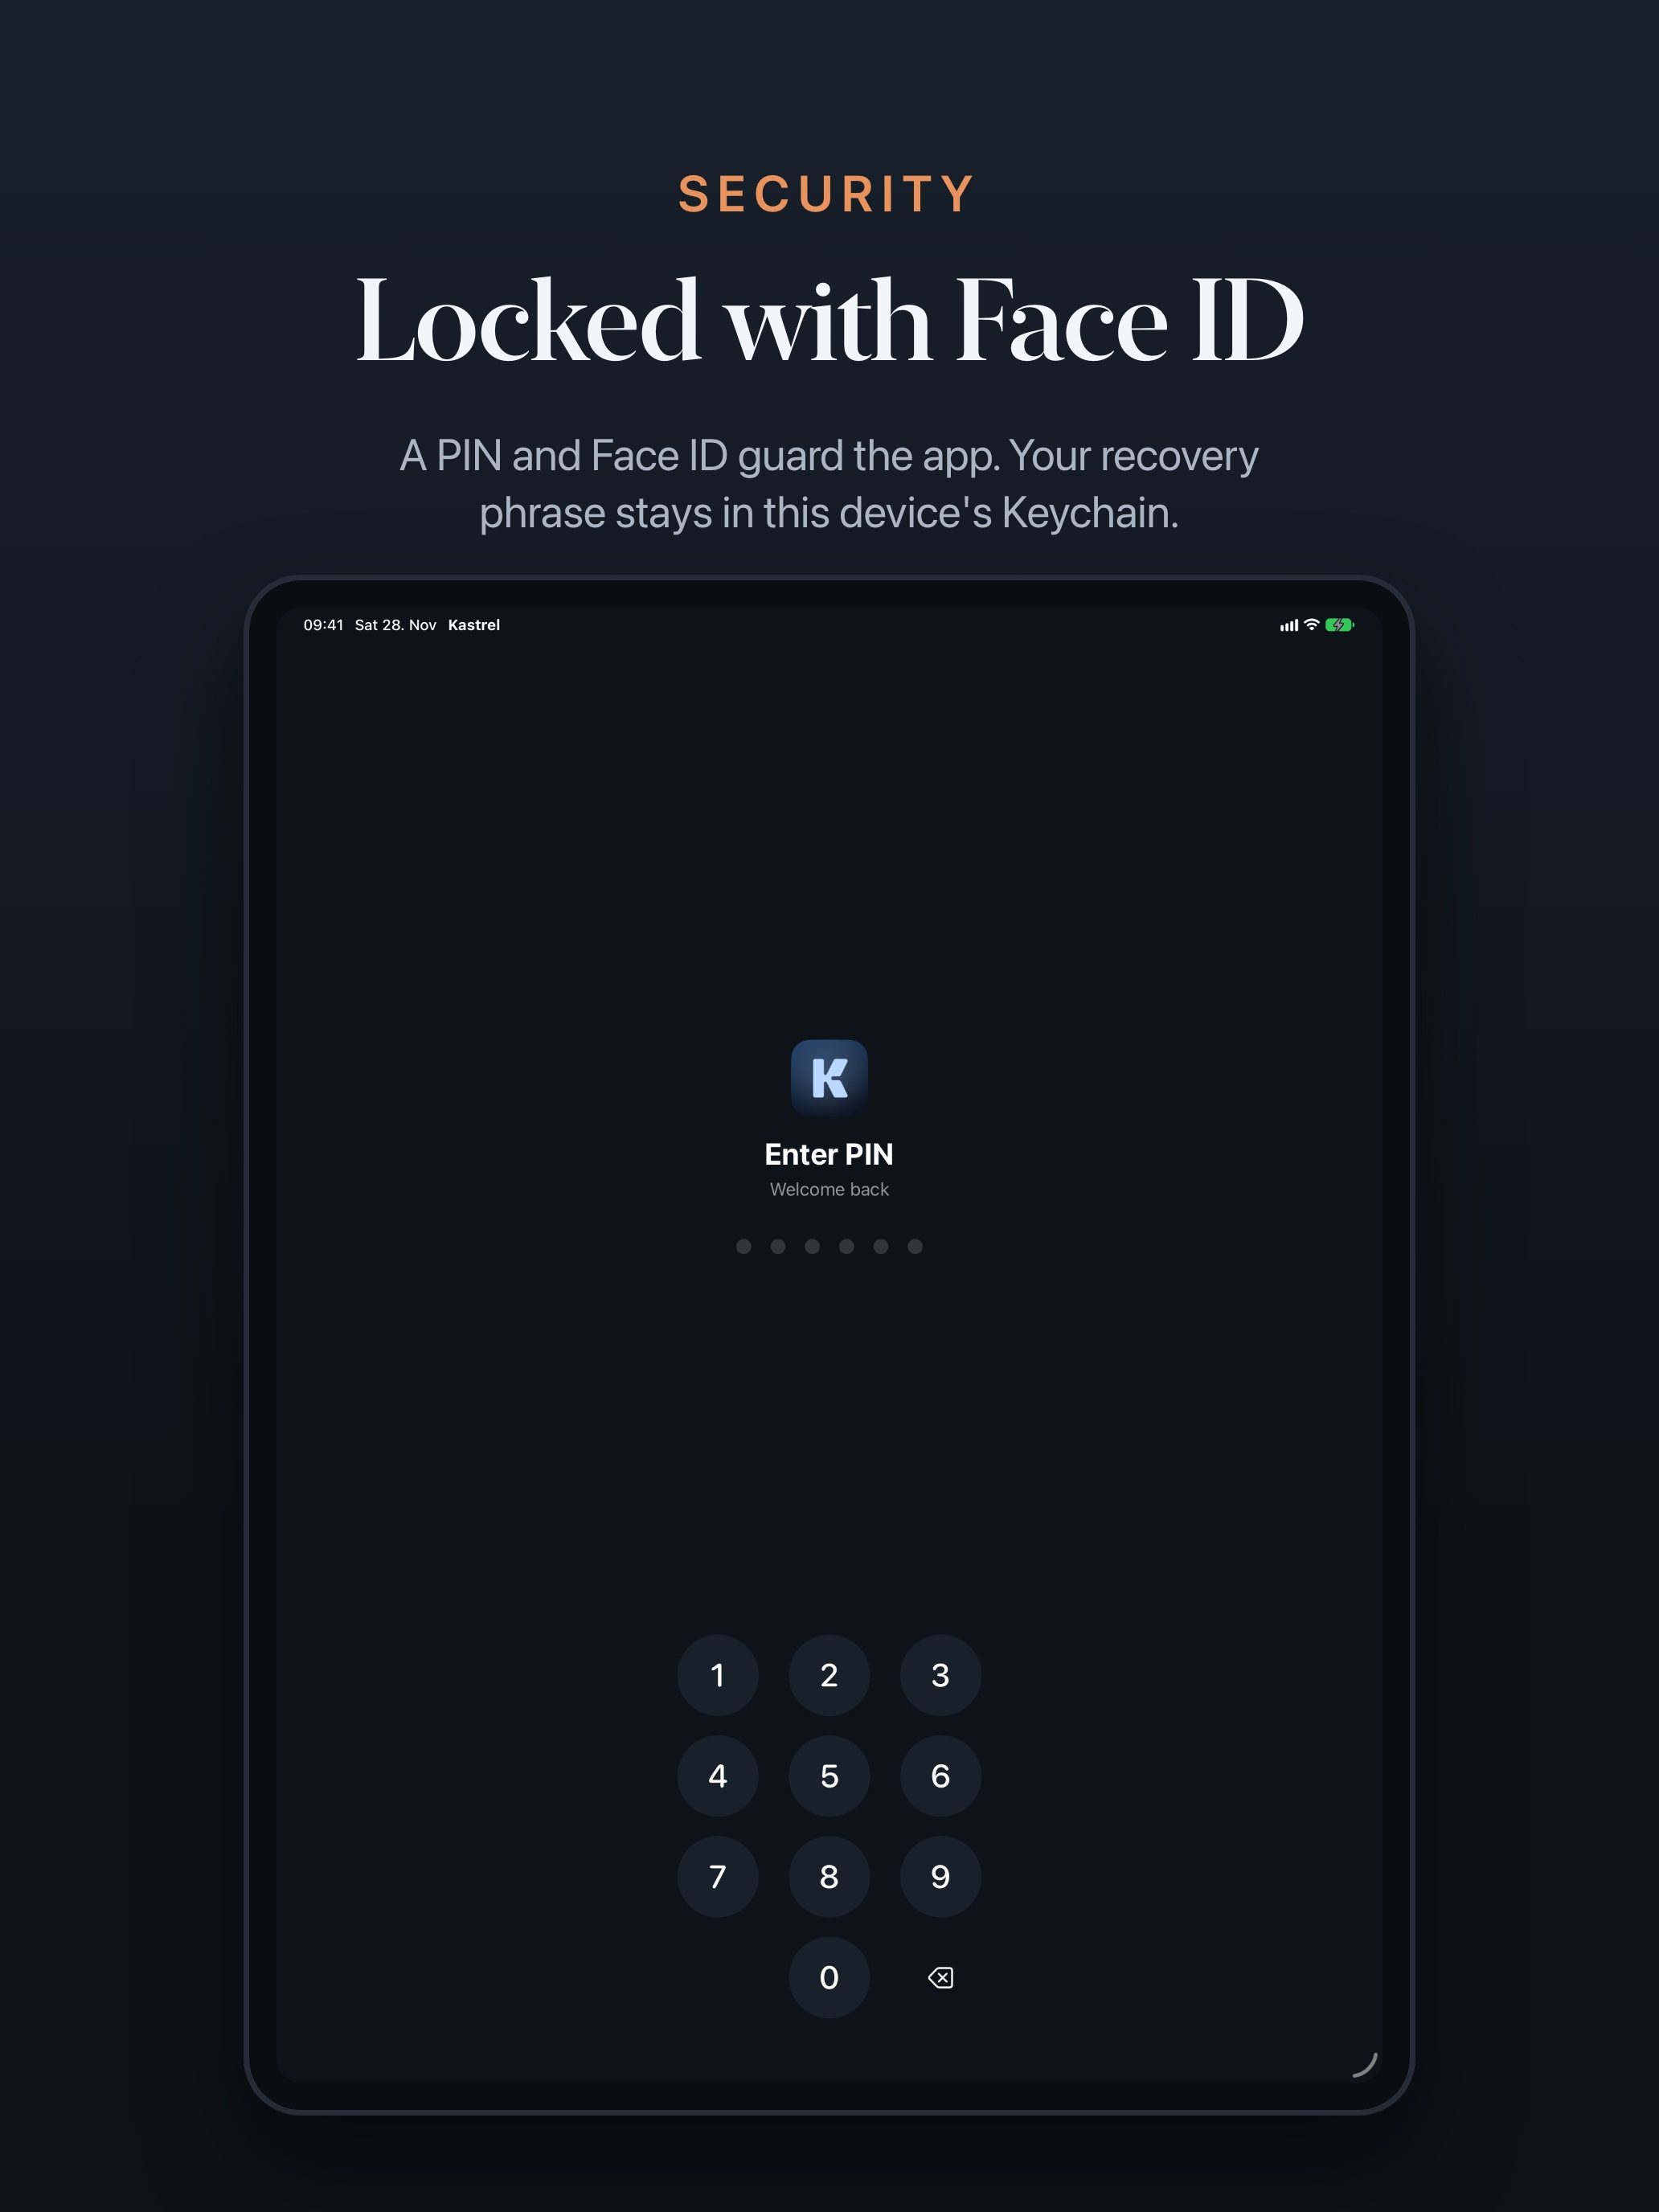 SECURITY
Locked with Face ID
A PIN and Face ID guard the app. Your recovery
phrase stays in this device's Keychain.
09:41 Sat 28. Nov Kastrel
K
Enter PIN
Welcome back
1 2 3
4 5 6
7 8 9
0